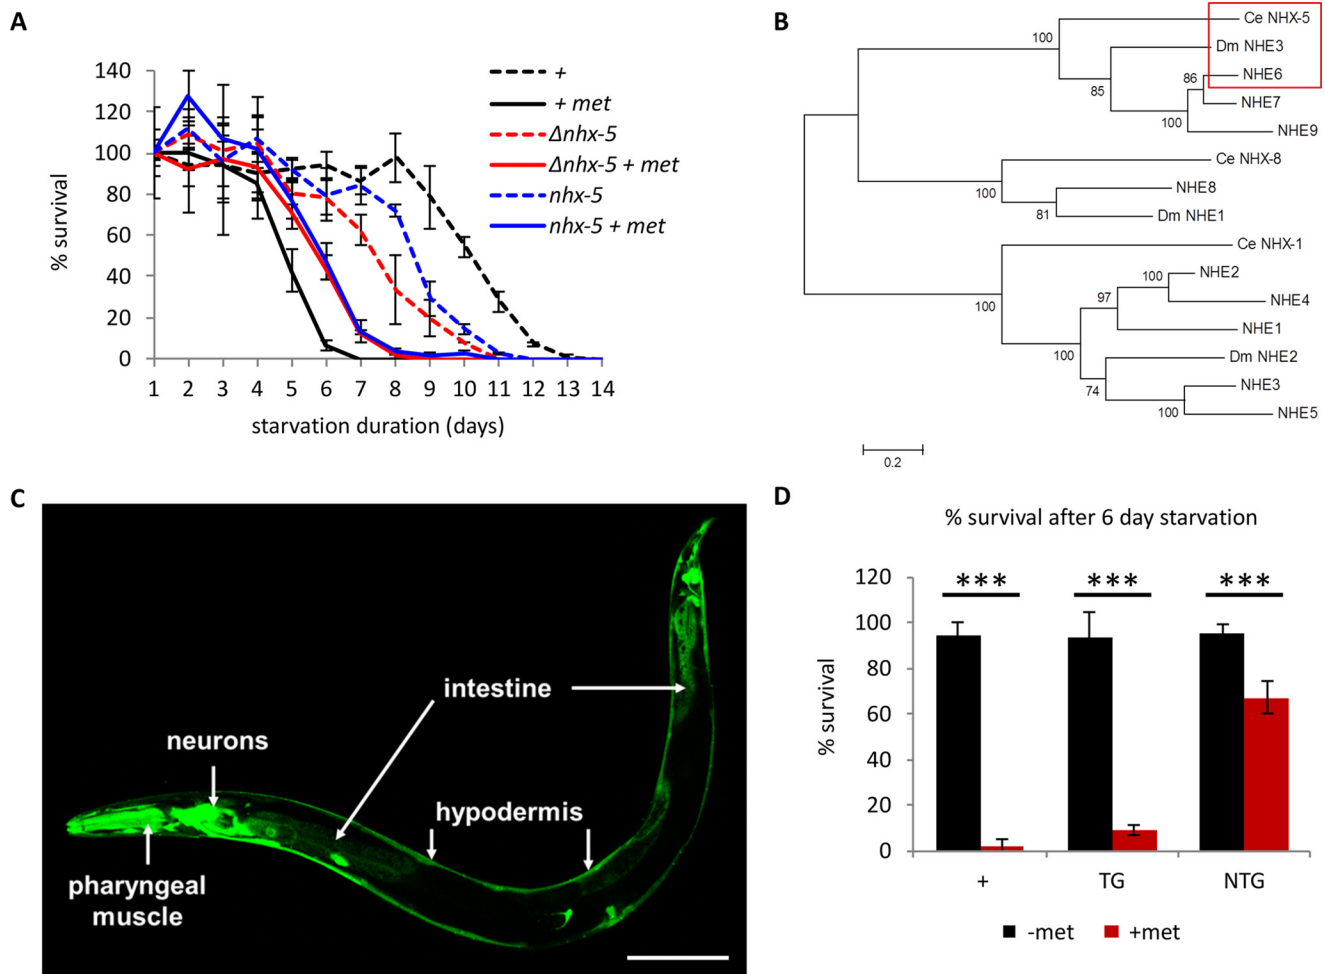 A
140
120
100
80
60
40
20
0
% survival
1 2 3 4 5 6 7 8 9 10 11 12 13 14
starvation duration (days)
+
+ met
Δnhx-5
Δnhx-5 + met
nhx-5
nhx-5 + met
B
Ce NHX-5
Dm NHE3
NHE6
NHE7
NHE9
Ce NHX-8
NHE8
Dm NHE1
Ce NHX-1
NHE2
NHE4
NHE1
Dm NHE2
NHE3
NHE5
100
85
86
100
100
81
100
97
100
100
74
100
0.2
C
intestine
neurons
hypodermis
pharyngeal
muscle
D
% survival after 6 day starvation
120
100
80
60
40
20
0
% survival
*** *** ***
+ TG NTG
-met +met